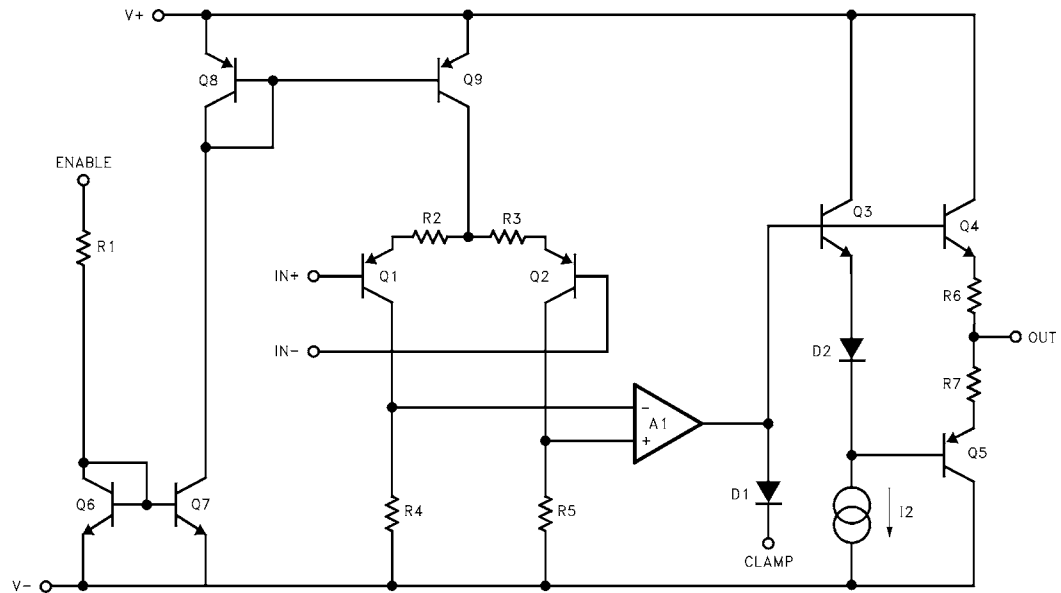 V+
Q8
Q9
ENABLE
R1
R2
R3
Q3
Q4
IN+
Q1
Q2
R6
IN-
D2
OUT
R7
-
A1
+
Q5
Q6
Q7
R4
R5
D1
I2
CLAMP
V-